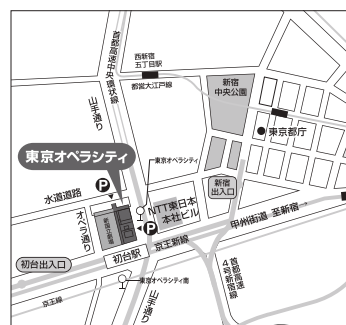 首都高速中央環状線
西新宿
五丁目駅
都営大江戸線
新宿
中央公園
山手通り
東京都庁
東京オペラシティ
東京オペラシティ
P
水道道路
新宿
出入口
オペラ通り
新国立劇場
NTT東日本
本社ビル
P
甲州街道 至新宿→
初台駅
京王新線
初台出入口
東京オペラシティ南
京王線
山手通り
首都高速
4号新宿線